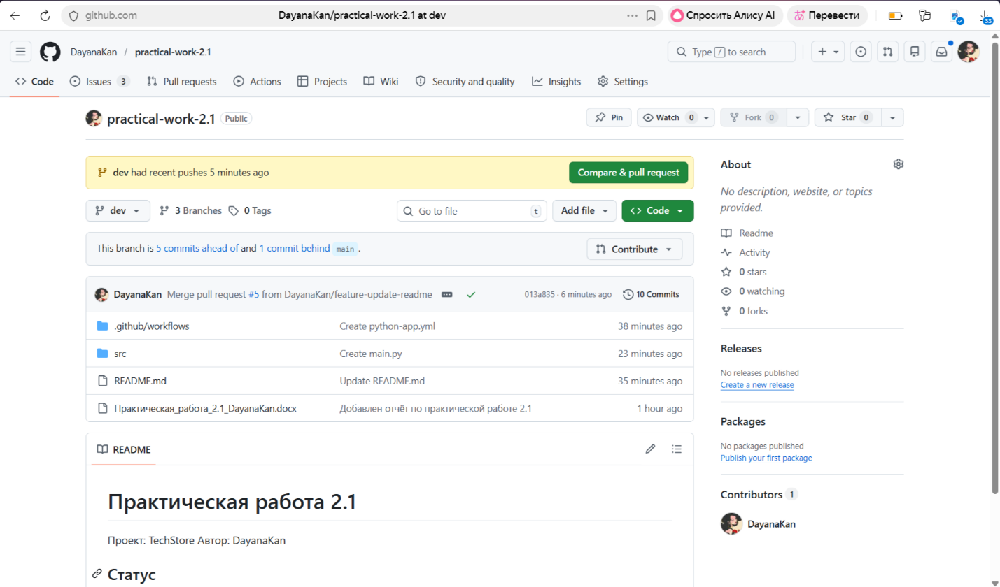 github.com DayanaKan/practical-work-2.1 at dev Спросить Алису AI Перевести 33
DayanaKan / practical-work-2.1 Type / to search
Code Issues 3 Pull requests Actions Projects Wiki Security and quality Insights Settings
practical-work-2.1 Public Pin Watch 0 Fork 0 Star 0
dev had recent pushes 5 minutes ago Compare & pull request
dev 3 Branches 0 Tags Go to file t Add file Code
This branch is 5 commits ahead of and 1 commit behind main .
Contribute
DayanaKan Merge pull request #5 from DayanaKan/feature-update-readme 013a835 · 6 minutes ago 10 Commits
.github/workflows Create python-app.yml 38 minutes ago
src Create main.py 23 minutes ago
README.md Update README.md 35 minutes ago
Практическая_работа_2.1_DayanaKan.docx Добавлен отчёт по практической работе 2.1 1 hour ago
README
Практическая работа 2.1
Проект: TechStore Автор: DayanaKan
Статус
About
No description, website, or topics
provided.
Readme
Activity
0 stars
0 watching
0 forks
Releases
No releases published
Create a new release
Packages
No packages published
Publish your first package
Contributors 1
DayanaKan